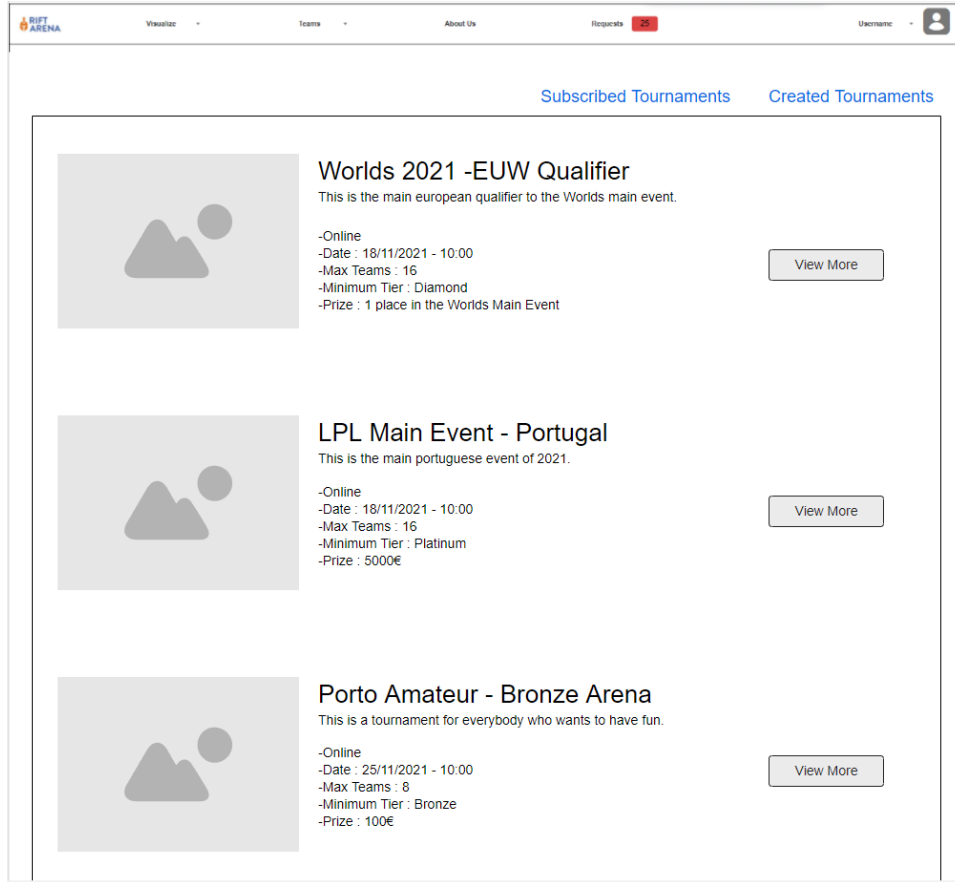 RIFT
ARENA
Visualize
Teams
About Us
Requests 25
Username
Subscribed Tournaments Created Tournaments
Worlds 2021 -EUW Qualifier
This is the main european qualifier to the Worlds main event.
-Online
-Date : 18/11/2021 - 10:00
-Max Teams : 16
-Minimum Tier : Diamond
-Prize : 1 place in the Worlds Main Event
View More
LPL Main Event - Portugal
This is the main portuguese event of 2021.
-Online
-Date : 18/11/2021 - 10:00
-Max Teams : 16
-Minimum Tier : Platinum
-Prize : 5000€
View More
Porto Amateur - Bronze Arena
This is a tournament for everybody who wants to have fun.
-Online
-Date : 25/11/2021 - 10:00
-Max Teams : 8
-Minimum Tier : Bronze
-Prize : 100€
View More